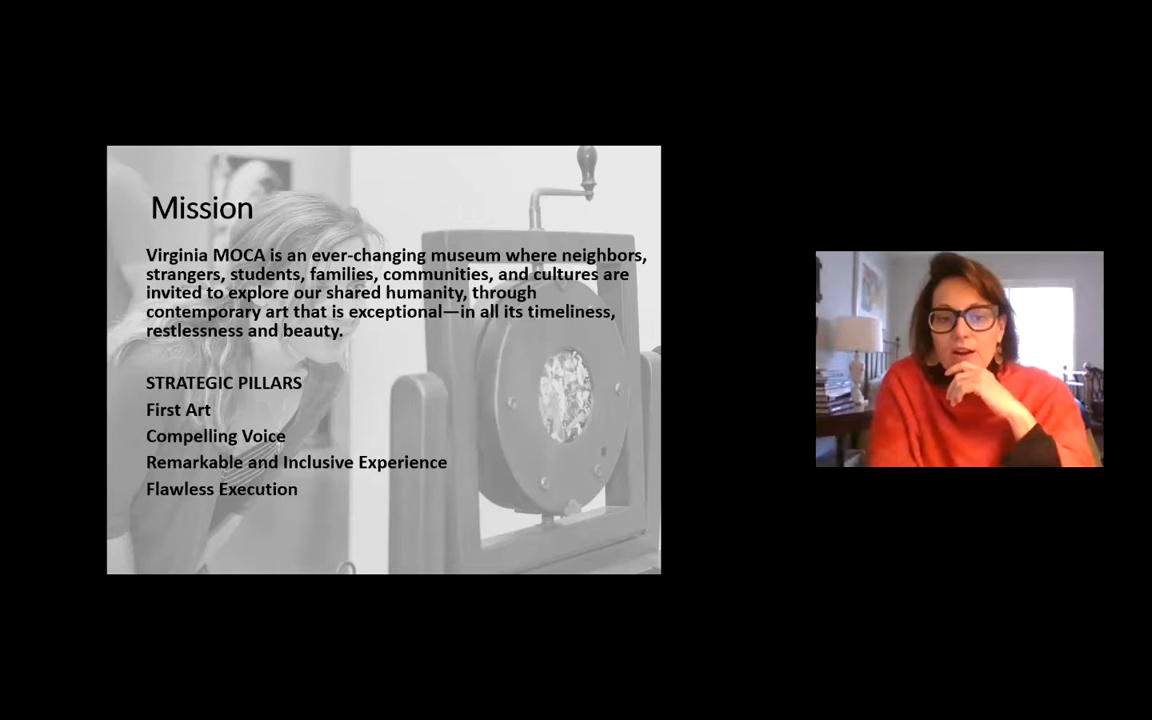 Mission
Virginia MOCA is an ever-changing museum where neighbors,
strangers, students, families, communities, and cultures are
invited to explore our shared humanity, through
contemporary art that is exceptional—in all its timeliness,
restlessness and beauty.
STRATEGIC PILLARS
First Art
Compelling Voice
Remarkable and Inclusive Experience
Flawless Execution